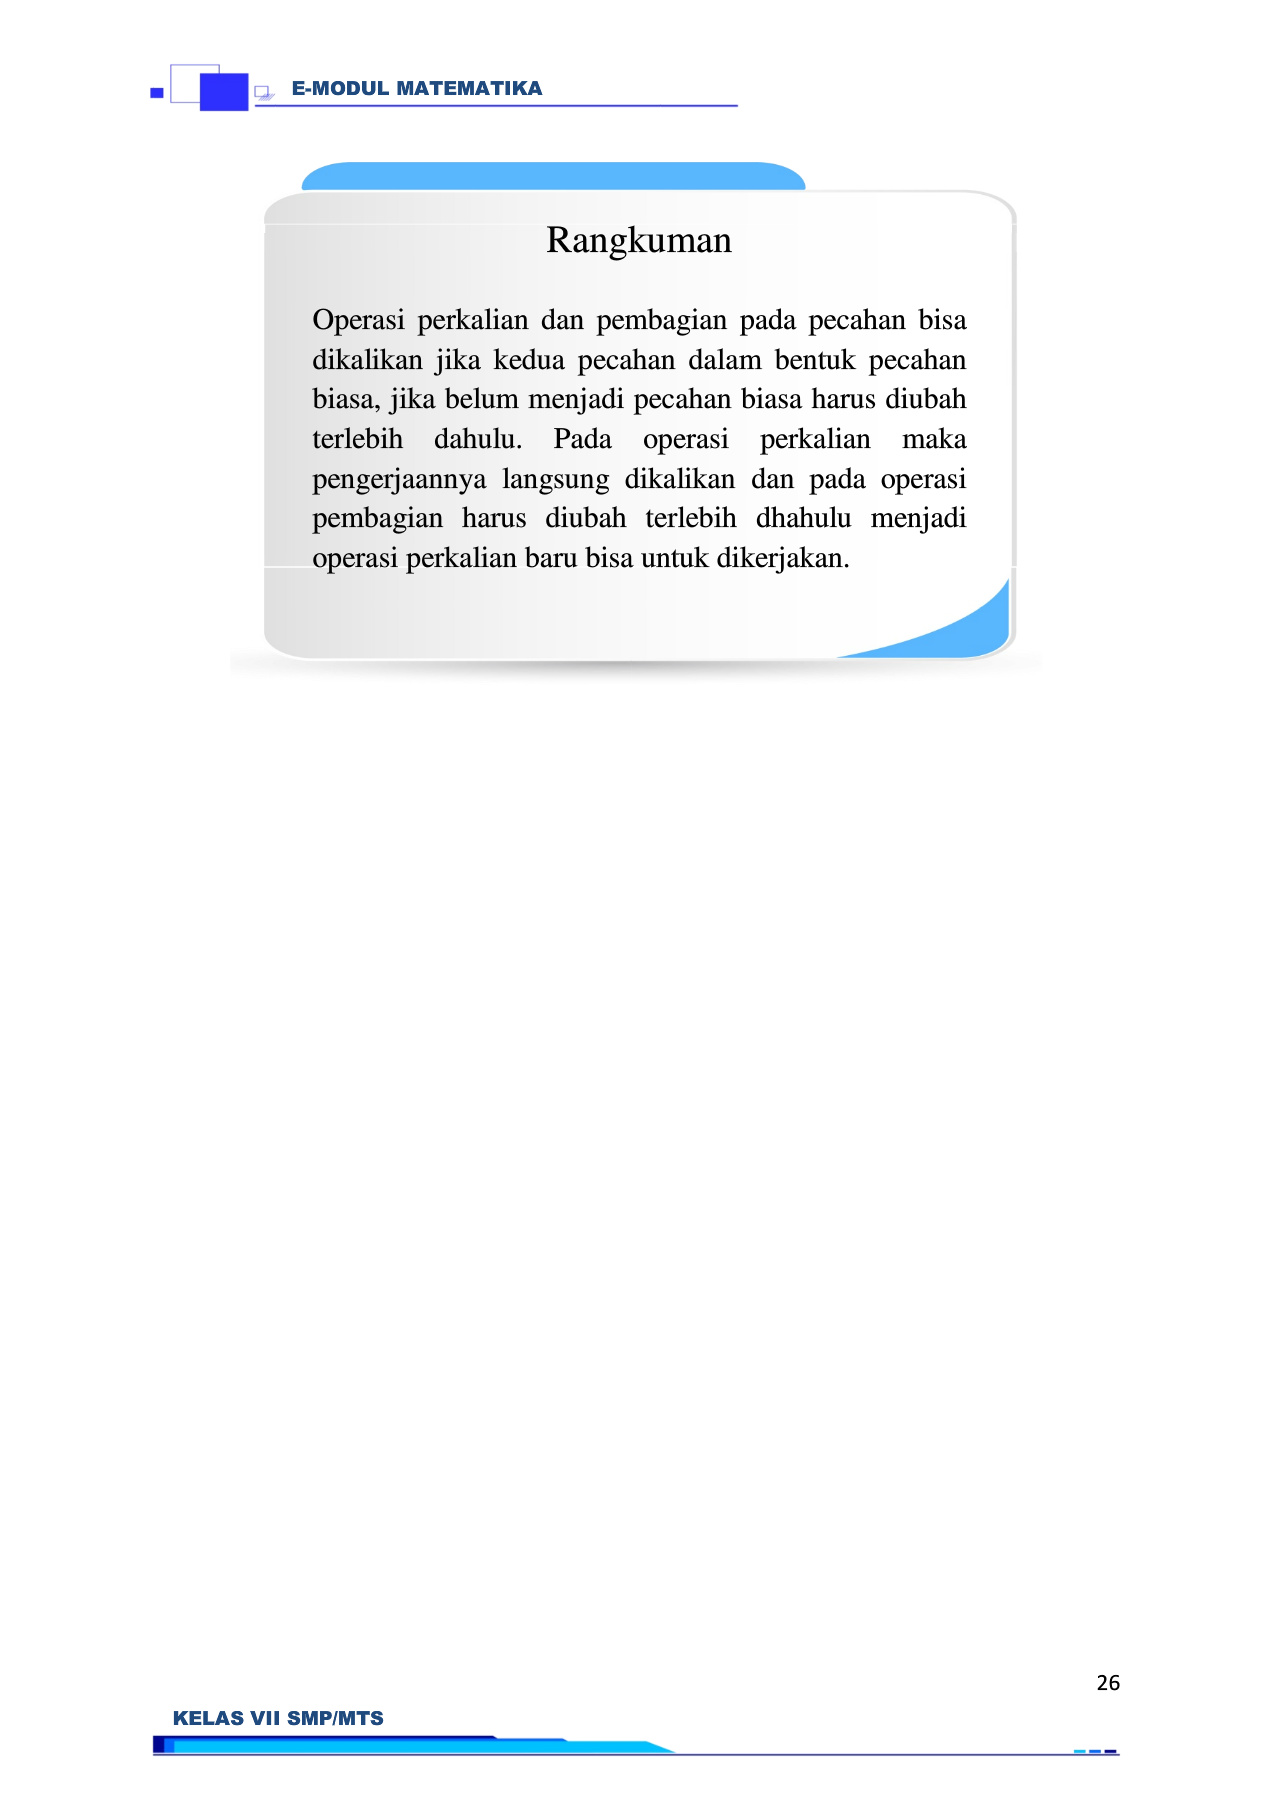 E-MODUL MATEMATIKA
Rangkuman
Operasi perkalian dan pembagian pada pecahan bisa
dikalikan jika kedua pecahan dalam bentuk pecahan
biasa, jika belum menjadi pecahan biasa harus diubah
terlebih dahulu. Pada operasi perkalian maka
pengerjaannya langsung dikalikan dan pada operasi
pembagian harus diubah terlebih dhahulu menjadi
operasi perkalian baru bisa untuk dikerjakan.
26
KELAS VII SMP/MTS